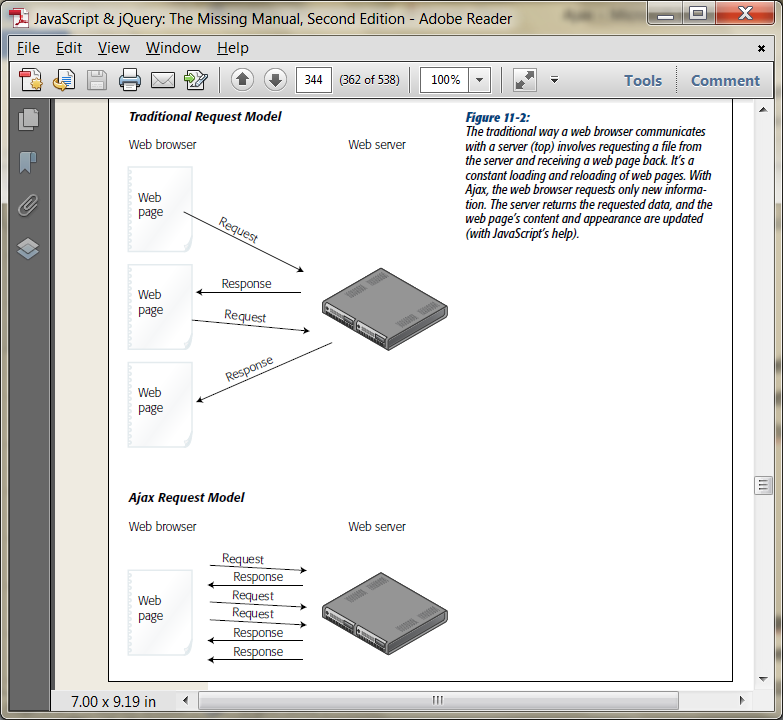 JavaScript & jQuery: The Missing Manual, Second Edition - Adobe Reader
File Edit View Window Help
344 (362 of 538) 100% Tools Comment
Traditional Request Model
Web browser Web server
Web
page
Request
Response
Web
page
Request
Response
Web
page
Figure 11-2:
The traditional way a web browser communicates
with a server (top) involves requesting a file from
the server and receiving a web page back. It's a
constant loading and reloading of web pages. With
Ajax, the web browser requests only new informa-
tion. The server returns the requested data, and the
web page's content and appearance are updated
(with JavaScript's help).
Ajax Request Model
Web browser Web server
Web
page
Request
Response
Request
Request
Response
Response
7.00 x 9.19 in